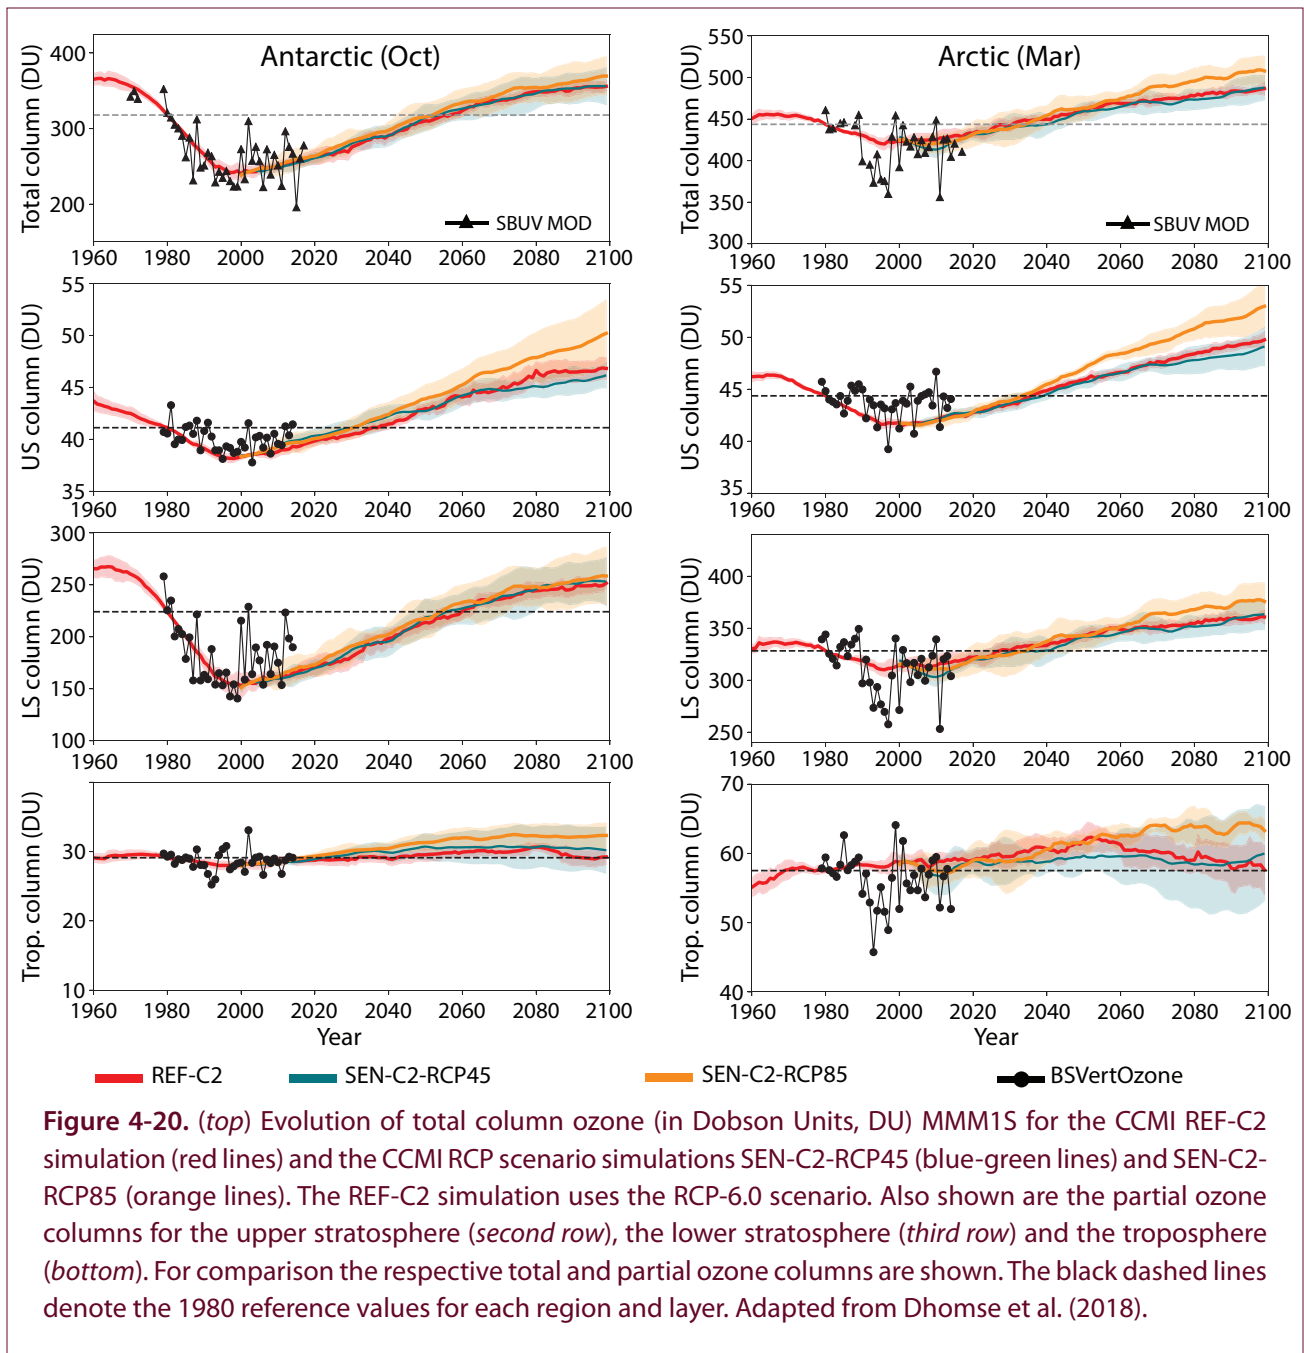 Antarctic (Oct)
Total column (DU)
400
300
200
SBUV MOD
1960 1980 2000 2020 2040 2060 2080 2100
Arctic (Mar)
Total column (DU)
550
500
450
400
350
300
SBUV MOD
1960 1980 2000 2020 2040 2060 2080 2100
US column (DU)
55
50
45
40
35
1960 1980 2000 2020 2040 2060 2080 2100
US column (DU)
55
50
45
40
35
1960 1980 2000 2020 2040 2060 2080 2100
LS column (DU)
300
250
200
150
100
1960 1980 2000 2020 2040 2060 2080 2100
LS column (DU)
400
350
300
250
1960 1980 2000 2020 2040 2060 2080 2100
Trop. column (DU)
30
20
10
1960 1980 2000 2020 2040 2060 2080 2100
Year
Trop. column (DU)
70
60
50
40
1960 1980 2000 2020 2040 2060 2080 2100
Year
REF-C2 SEN-C2-RCP45 SEN-C2-RCP85 BSVertOzone
Figure 4-20. (top) Evolution of total column ozone (in Dobson Units, DU) MMM1S for the CCMI REF-C2
simulation (red lines) and the CCMI RCP scenario simulations SEN-C2-RCP45 (blue-green lines) and SEN-C2-
RCP85 (orange lines). The REF-C2 simulation uses the RCP-6.0 scenario. Also shown are the partial ozone
columns for the upper stratosphere (second row), the lower stratosphere (third row) and the troposphere
(bottom). For comparison the respective total and partial ozone columns are shown. The black dashed lines
denote the 1980 reference values for each region and layer. Adapted from Dhomse et al. (2018).